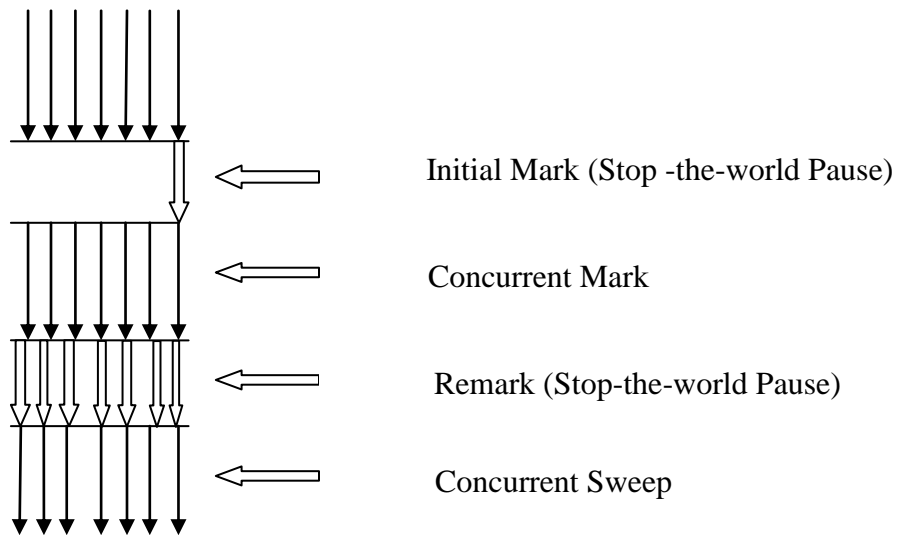 Initial Mark (Stop -the-world Pause)
Concurrent Mark
Remark (Stop-the-world Pause)
Concurrent Sweep